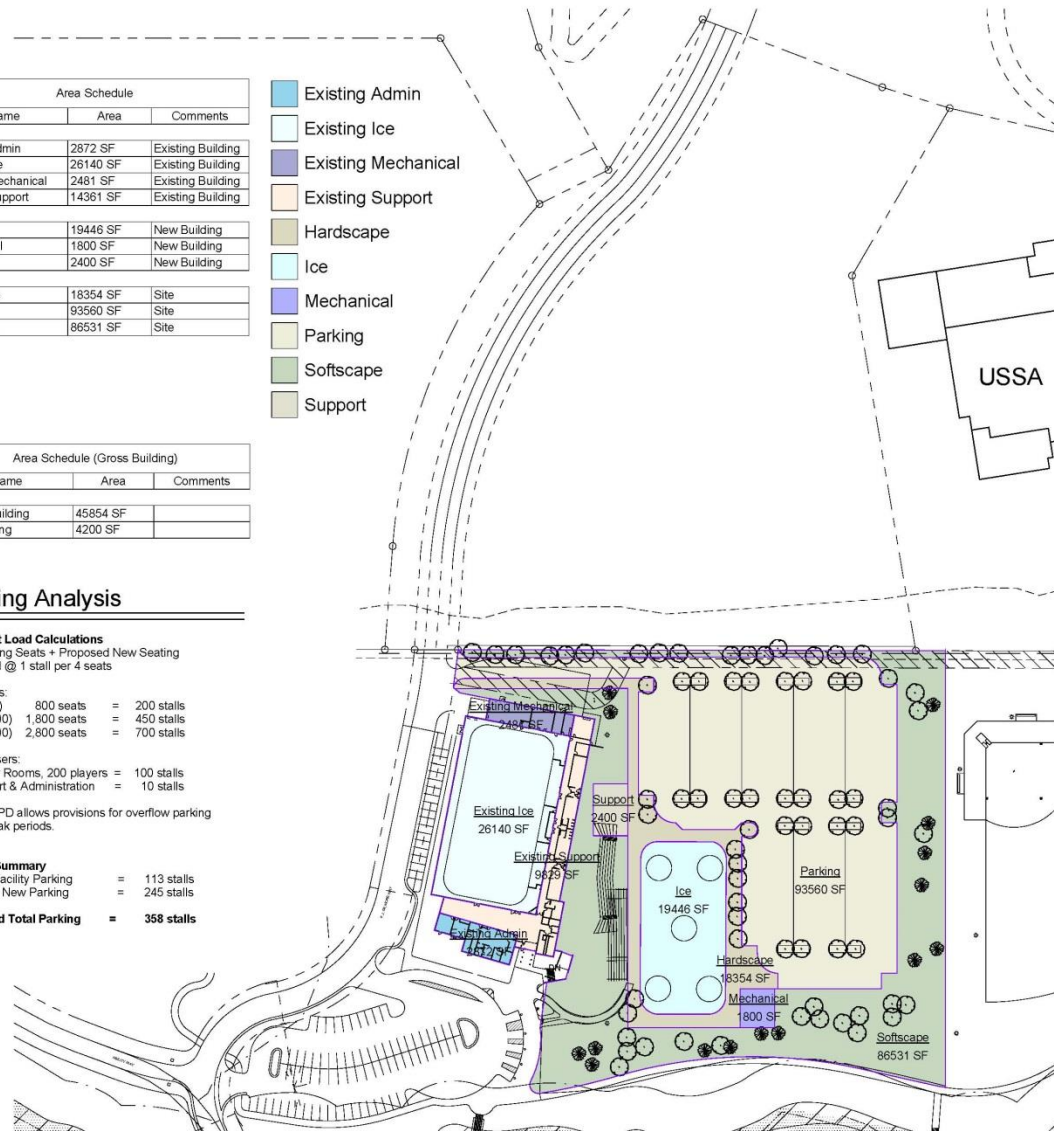 Area Schedule
ame Area Comments
dmin 2872 SF Existing Building
e 26140 SF Existing Building
echanical 2481 SF Existing Building
upport 14361 SF Existing Building
19446 SF New Building
l 1800 SF New Building
2400 SF New Building
18354 SF Site
93560 SF Site
86531 SF Site
Existing Admin
Existing Ice
Existing Mechanical
Existing Support
Hardscape
Ice
Mechanical
Parking
Softscape
Support
USSA
Area Schedule (Gross Building)
ame Area Comments
uilding 45854 SF
ng 4200 SF
ing Analysis
t Load Calculations
ng Seats + Proposed New Seating
l @ 1 stall per 4 seats
s:
) 800 seats = 200 stalls
00) 1,800 seats = 450 stalls
00) 2,800 seats = 700 stalls
sers:
r Rooms, 200 players = 100 stalls
rt & Administration = 10 stalls
PD allows provisions for overflow parking
ak periods.
Summary
acility Parking = 113 stalls
New Parking = 245 stalls
d Total Parking = 358 stalls
Existing Mechanical
2481 SF
Existing Ice
26140 SF
Support
2400 SF
Existing Support
9829 SF
Ice
19446 SF
Parking
93560 SF
Existing Admin
Hardscape
18354 SF
Mechanical
1800 SF
Softscape
86531 SF